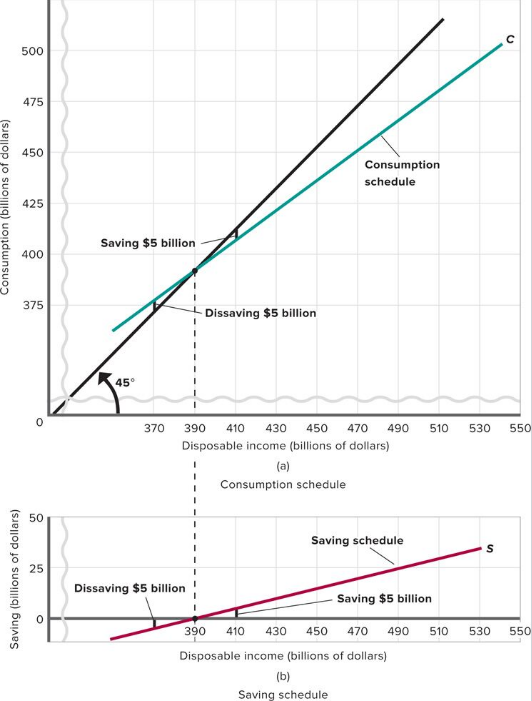 Consumption (billions of dollars)
500
475
450
425
400
375
0
C
Consumption
schedule
Saving $5 billion
Dissaving $5 billion
45°
370 390 410 430 450 470 490 510 530 550
Disposable income (billions of dollars)
(a)
Consumption schedule
Saving (billions of dollars)
50
25
0
Saving schedule
S
Dissaving $5 billion
Saving $5 billion
390 410 430 450 470 490 510 530 550
Disposable income (billions of dollars)
(b)
Saving schedule